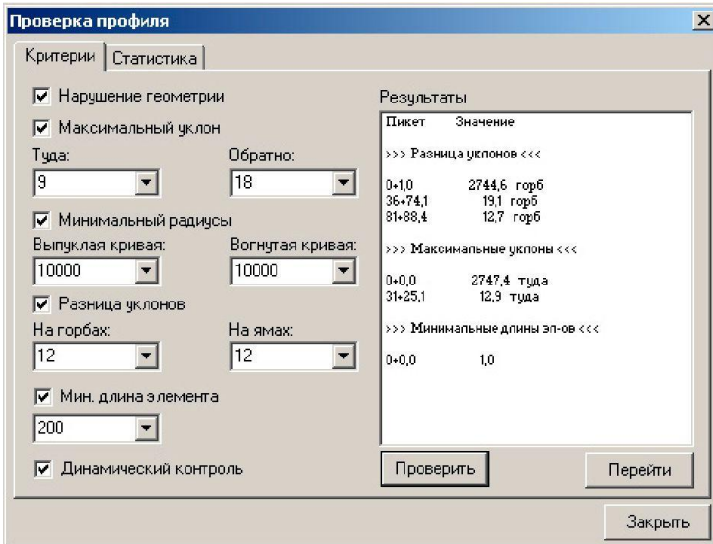 Проверка профиля
Критерии
Статистика
Нарушение геометрии
Максимальный уклон
Туда:
Обратно:
9
18
Минимальный радиусы
Выпуклая кривая:
Вогнутая кривая:
10000
10000
Разница уклонов
На горбах:
На ямах:
12
12
Мин. длина элемента
200
Динамический контроль
Результаты
Пикет Значение
>>> Разница уклонов <<<
0+1,0 2744,6 горб
36+74,1 19,1 горб
81+88,4 12,7 горб
>>> Максимальные уклоны <<<
0+0,0 2747,4 туда
31+25,1 12,9 туда
>>> Минимальные длины эл-ов <<<
0+0,0 1,0
Проверить
Перейти
Закрыть